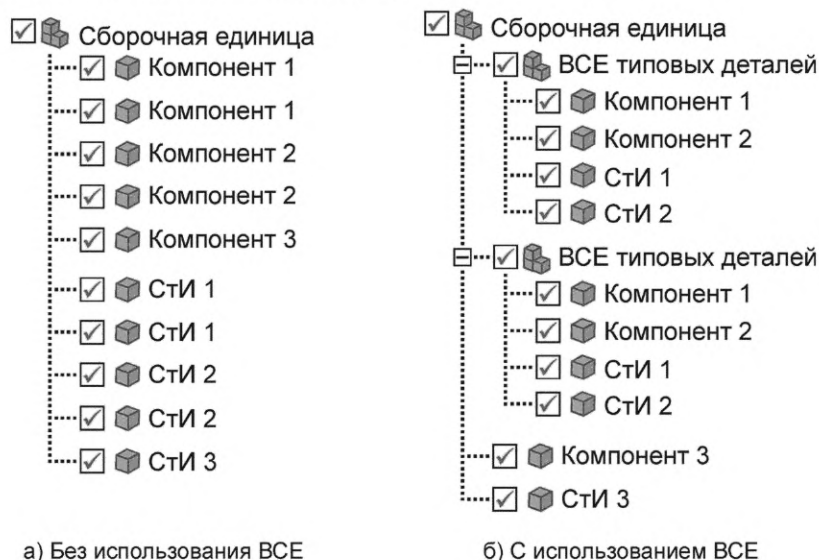 Сборочная единица
Компонент 1
Компонент 1
Компонент 2
Компонент 2
Компонент 3
СтИ 1
СтИ 1
СтИ 2
СтИ 2
СтИ 3
а) Без использования ВСЕ
Сборочная единица
ВСЕ типовых деталей
Компонент 1
Компонент 2
СтИ 1
СтИ 2
ВСЕ типовых деталей
Компонент 1
Компонент 2
СтИ 1
СтИ 2
Компонент 3
СтИ 3
б) С использованием ВСЕ